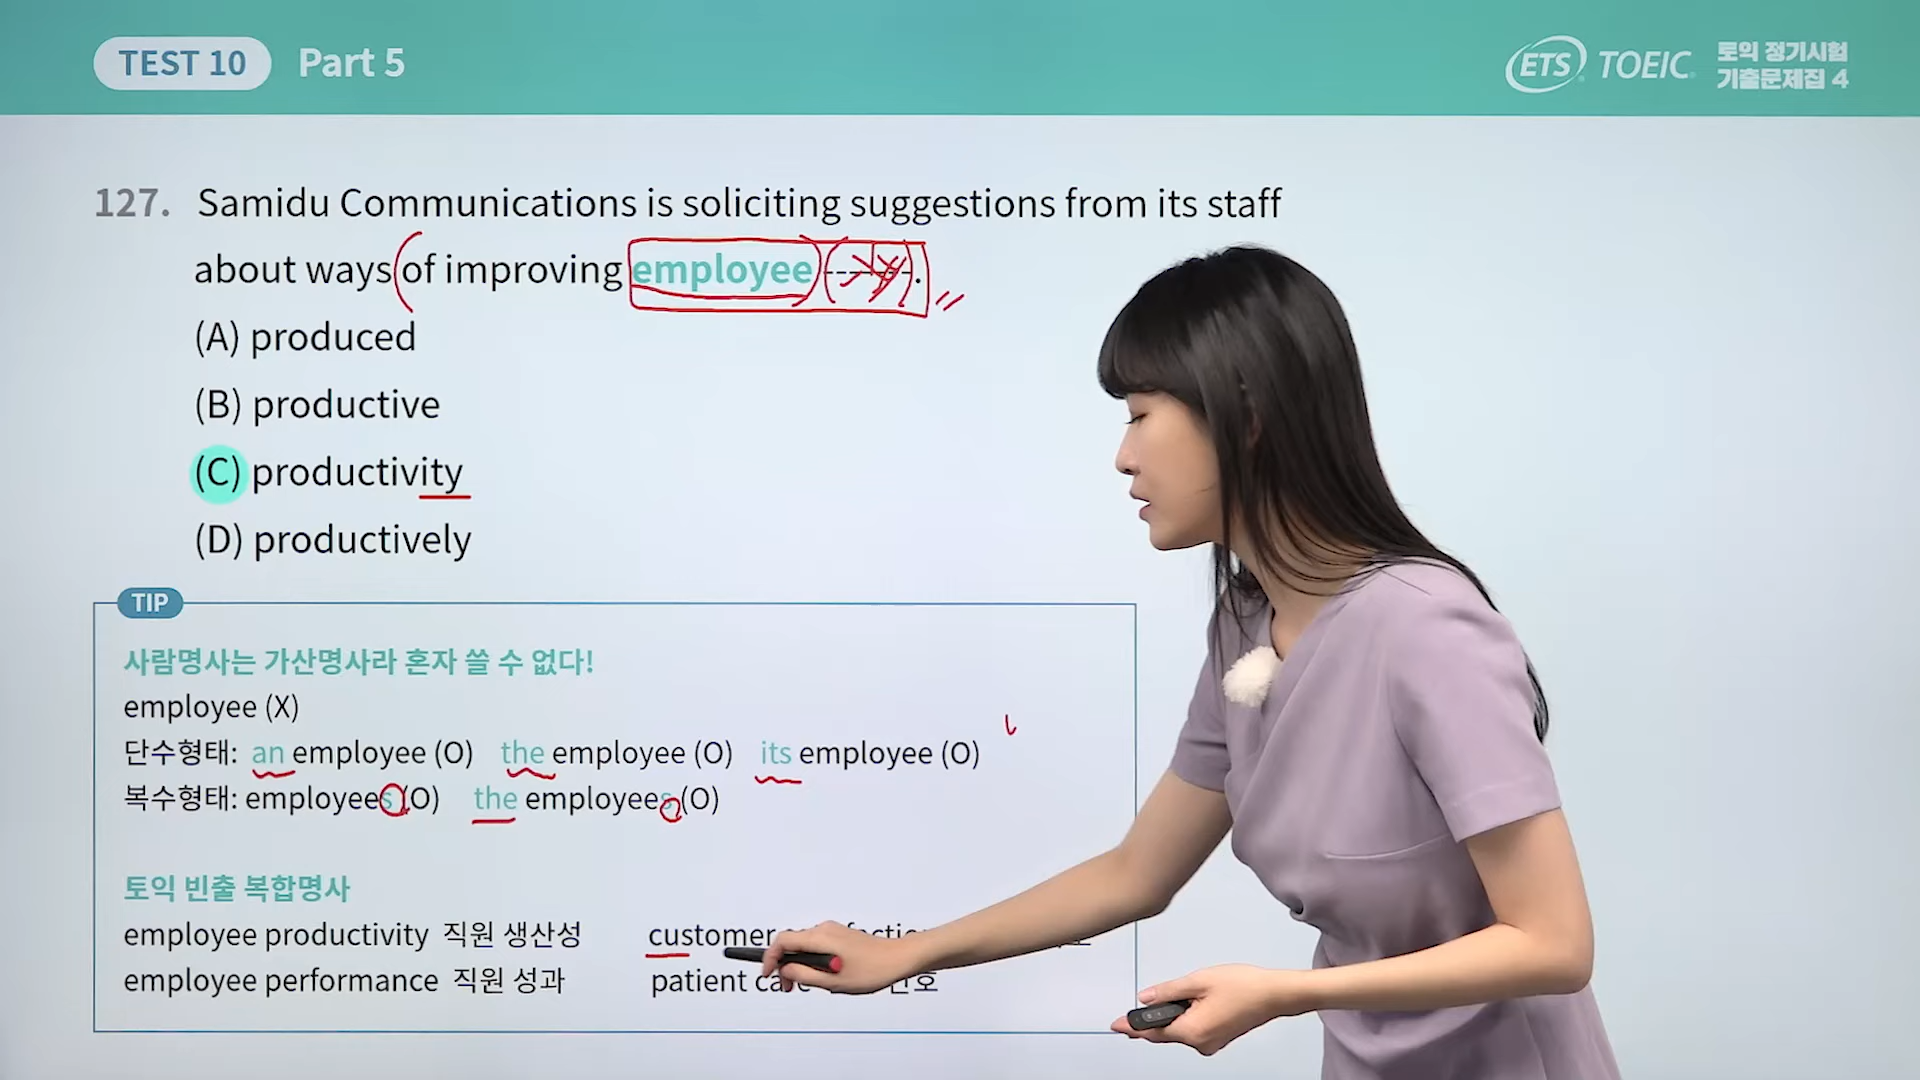 TEST 10 Part 5
ETS TOEIC 토익 정기시험
기출문제집 4
127. Samidu Communications is soliciting suggestions from its staff
about ways of improving employee -------.
(A) produced
(B) productive
(C) productivity
(D) productively
TIP
사람명사는 가산명사라 혼자 쓸 수 없다!
employee (X)
단수형태: an employee (O) the employee (O) its employee (O)
복수형태: employees (O) the employees (O)
토익 빈출 복합명사
employee productivity 직원 생산성 customer
employee performance 직원 성과 patient care